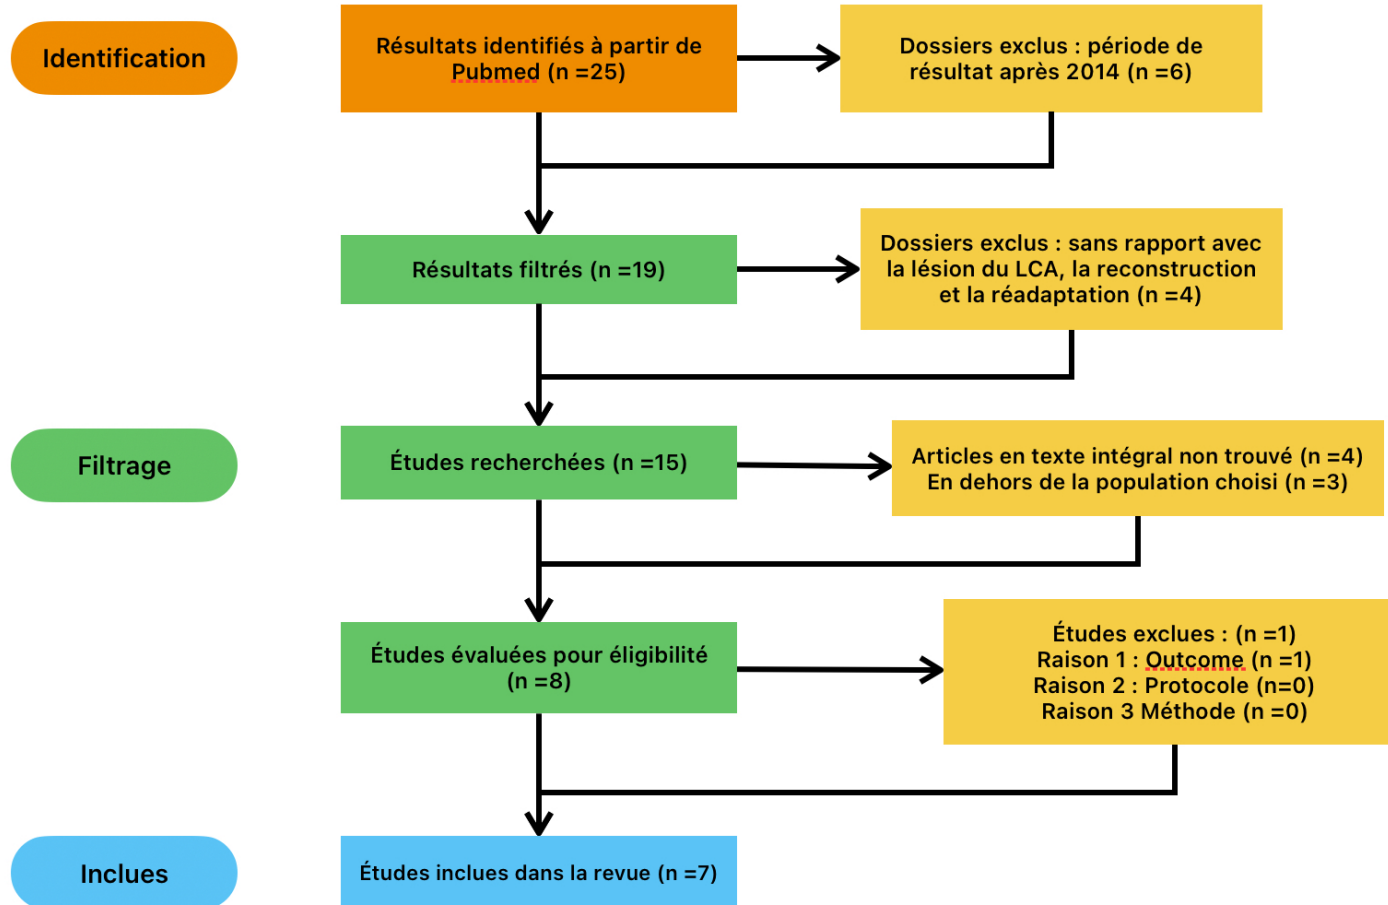 Identification
Résultats identifiés à partir de
Pubmed (n =25)
Dossiers exclus : période de
résultat après 2014 (n =6)
Résultats filtrés (n =19)
Dossiers exclus : sans rapport avec
la lésion du LCA, la reconstruction
et la réadaptation (n =4)
Filtrage
Études recherchées (n =15)
Articles en texte intégral non trouvé (n =4)
En dehors de la population choisi (n =3)
Études évaluées pour éligibilité
(n =8)
Études exclues : (n =1)
Raison 1 : Outcome (n =1)
Raison 2 : Protocole (n=0)
Raison 3 Méthode (n =0)
Inclues
Études inclues dans la revue (n =7)